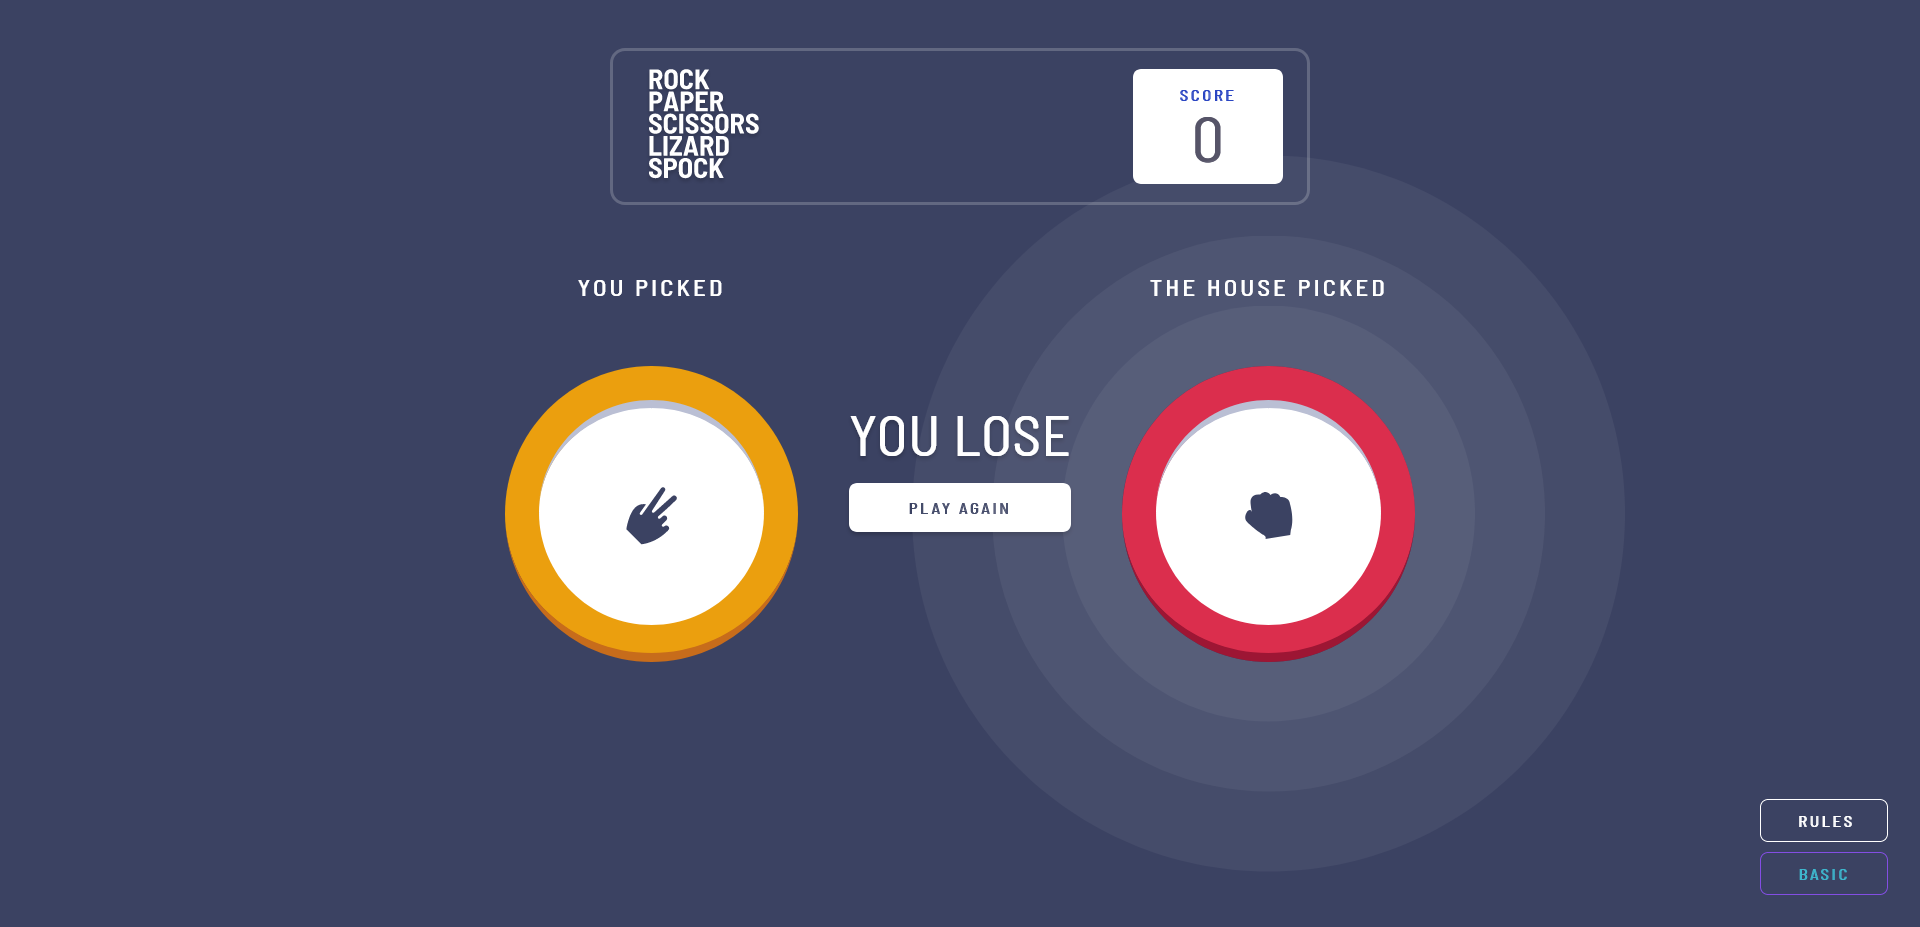 ROCK
PAPER
SCISSORS
LIZARD
SPOCK
SCORE
0
YOU PICKED
THE HOUSE PICKED
YOU LOSE
PLAY AGAIN
RULES
BASIC